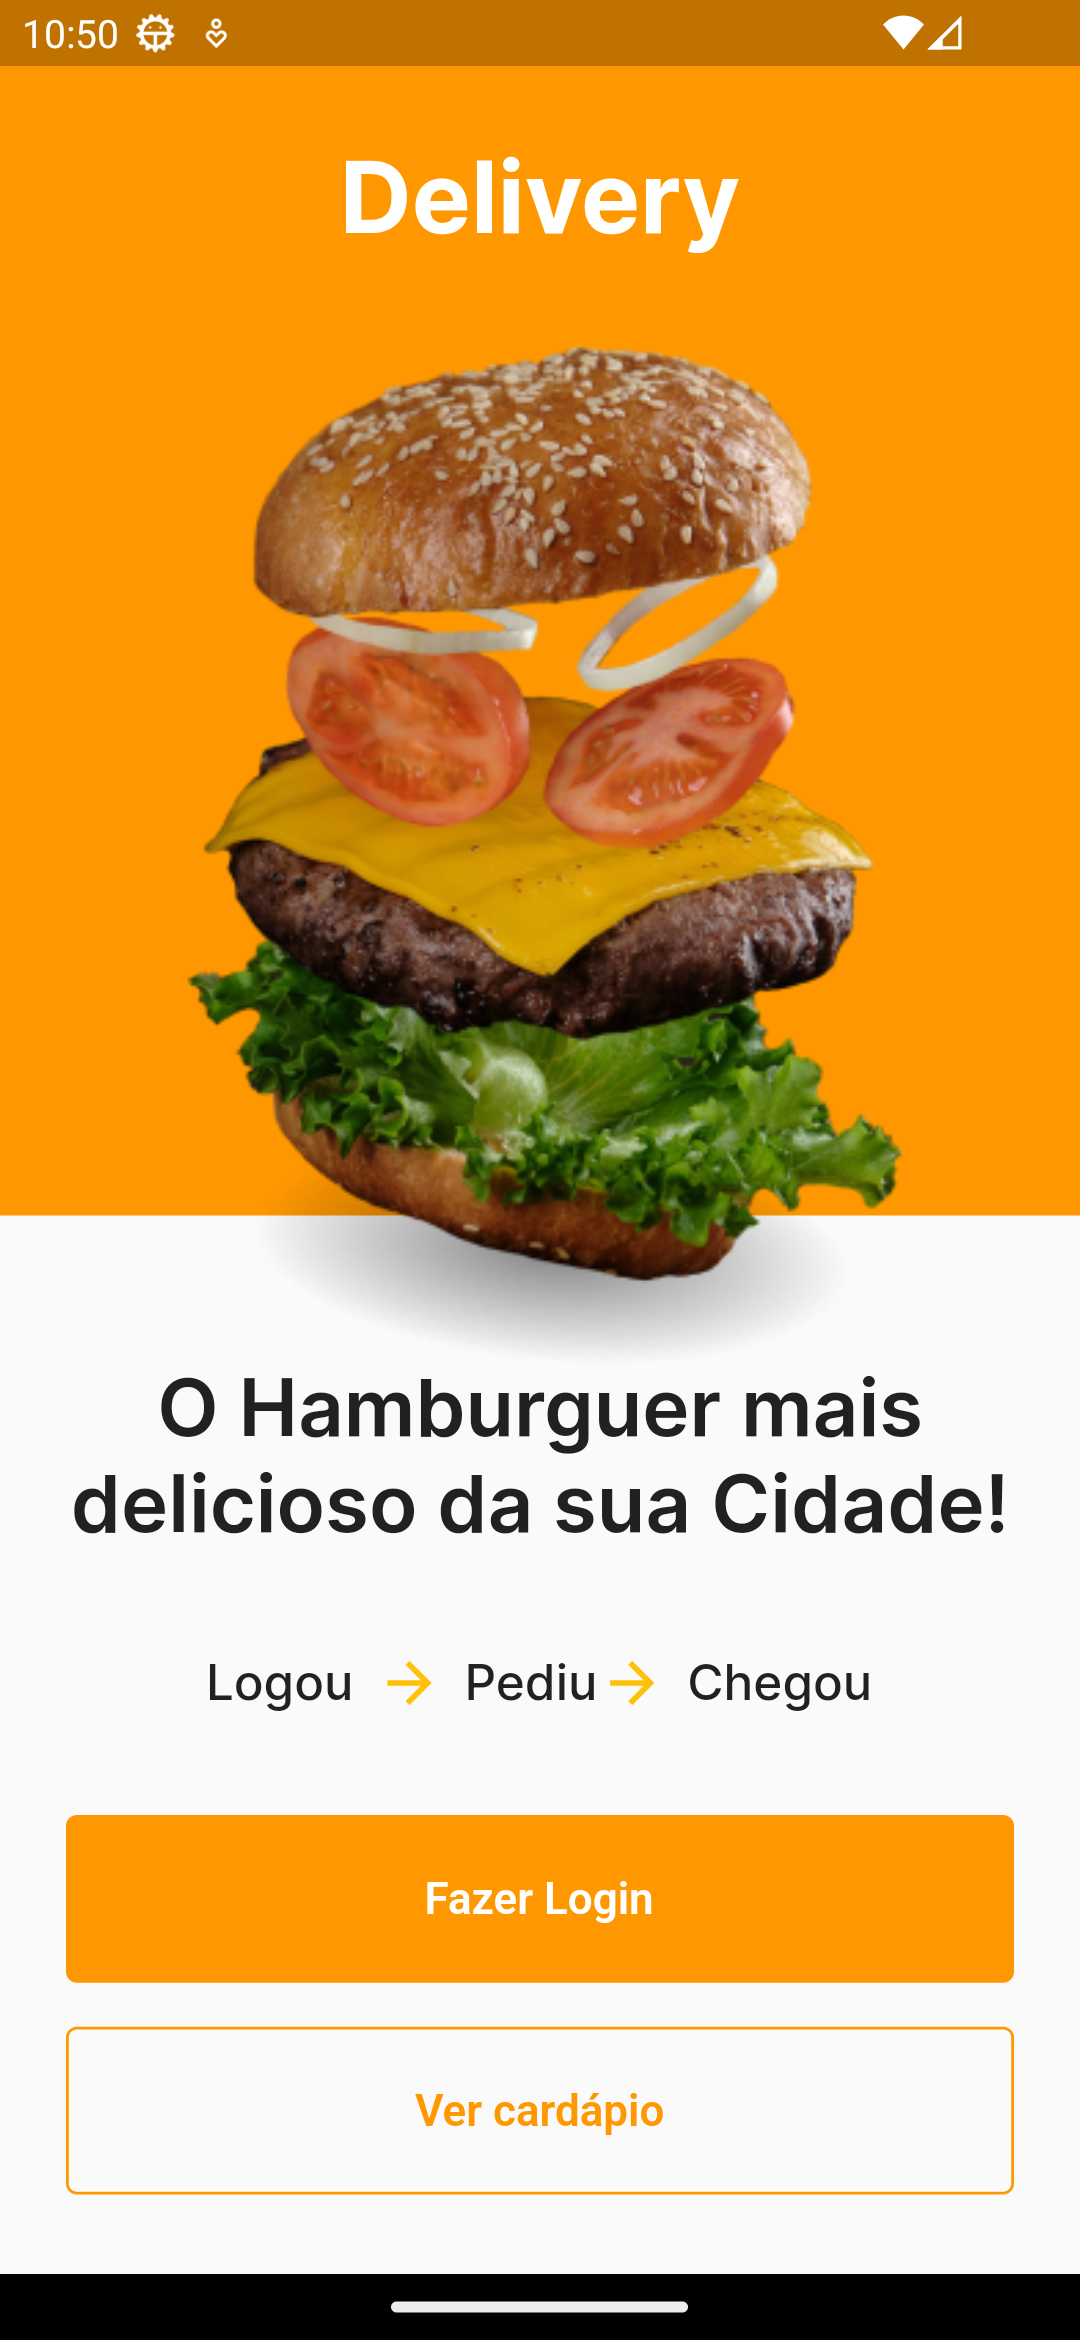 10:50
Delivery
O Hamburguer mais
delicioso da sua Cidade!
Logou → Pediu → Chegou
Fazer Login
Ver cardápio